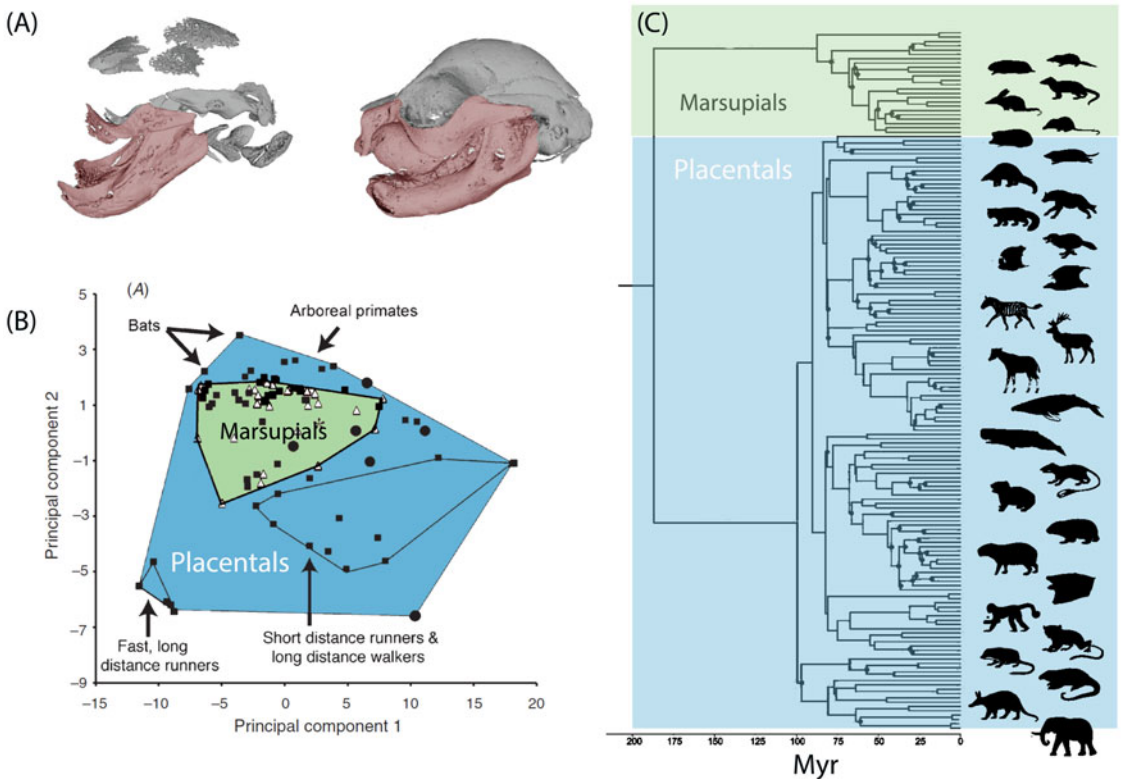 (A)
(B)
(A)
Bats
Arboreal primates
Marsupials
Placentals
Fast, long
distance runners
Short distance runners &
long distance walkers
Principal component 2
5
3
1
−1
−3
−5
−7
−9
−15
−10
−5
0
5
10
15
20
Principal component 1
(C)
Marsupials
Placentals
200
175
150
125
100
75
50
25
0
Myr